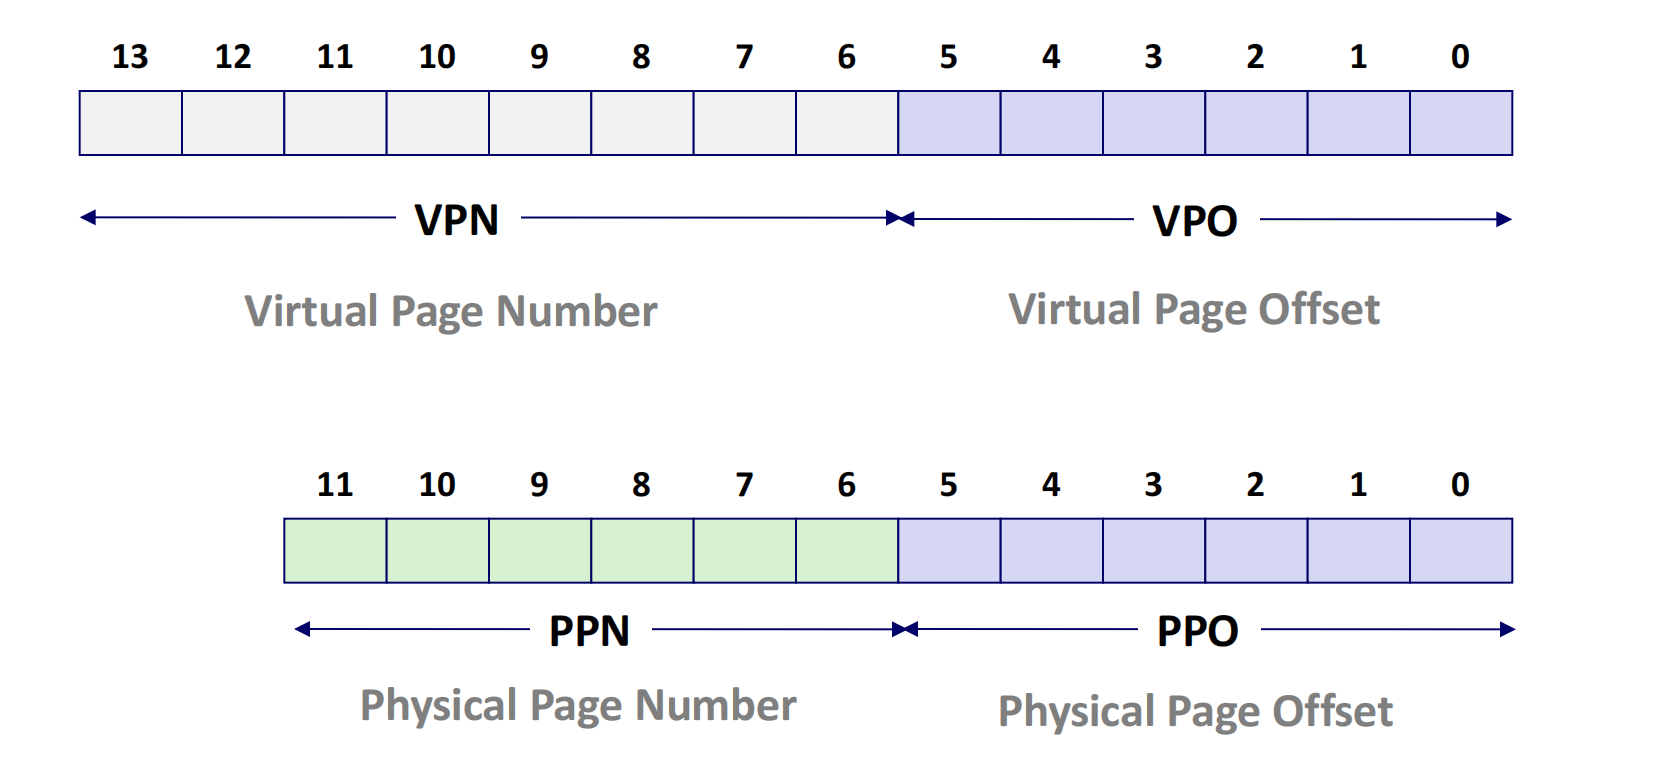 13 12 11 10 9 8 7 6 5 4 3 2 1 0
VPN VPO
Virtual Page Number Virtual Page Offset
11 10 9 8 7 6 5 4 3 2 1 0
PPN PPO
Physical Page Number Physical Page Offset